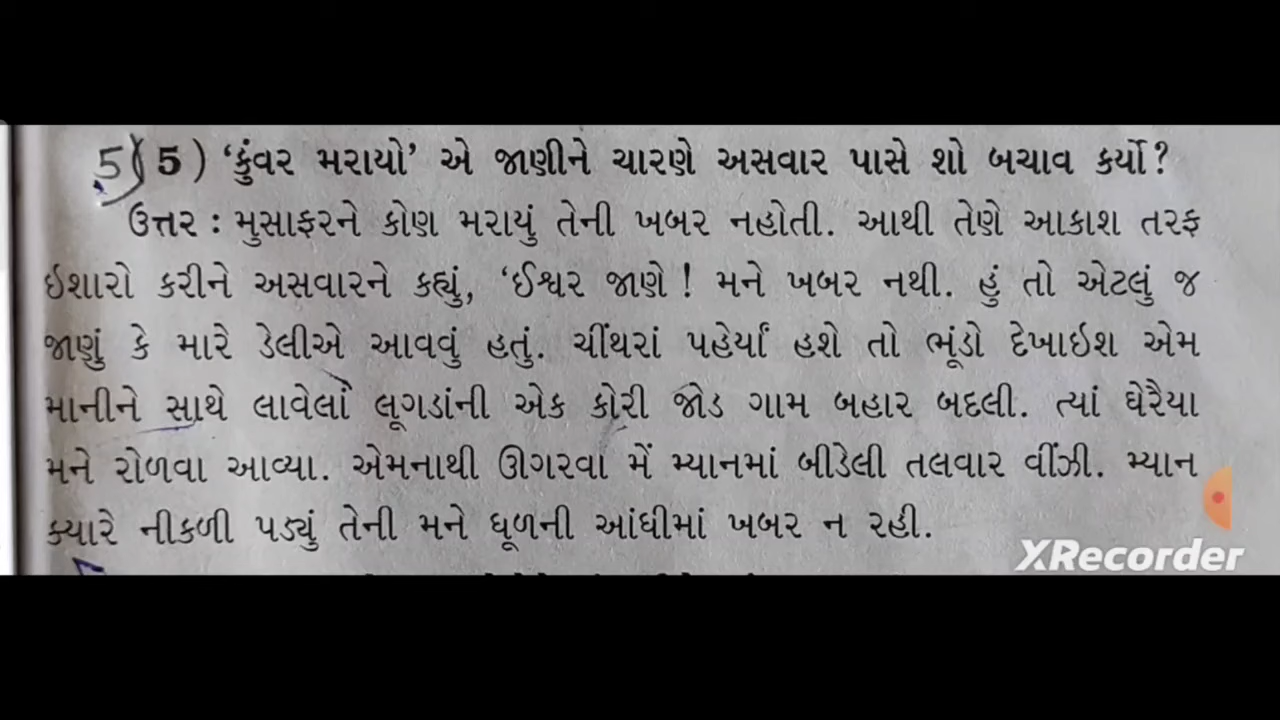 5) (5) ‘કુંવર મરાયો’ એ જાણીને ચારણે અસવાર પાસે શો બચાવ કર્યો?
ઉત્તર : મુસાફરને કોણ મરાયું તેની ખબર નહોતી. આથી તેણે આકાશ તરફ
ઈશારો કરીને અસવારને કહ્યું, ‘ઈશ્વર જાણે ! મને ખબર નથી. હું તો એટલું જ
જાણું કે મારે ડેલીએ આવવું હતું. ચીંથરાં પહેર્યાં હશે તો ભૂંડો દેખાઇશ એમ
માનીને સાથે લાવેલાં લૂગડાંની એક કોરી જોડ ગામ બહાર બદલી. ત્યાં ઘેરૈયા
મને રોળવા આવ્યા. એમનાથી ઊગરવા મેં મ્યાનમાં બીડેલી તલવાર વીંઝી. મ્યાન
ક્યારે નીકળી પડ્યું તેની મને ધૂળની આંધીમાં ખબર ન રહી.
XRecorder